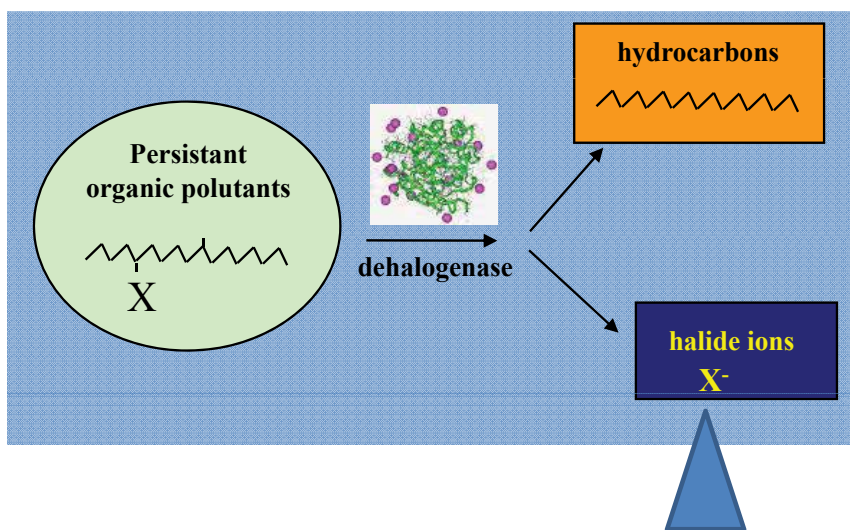 Persistant
organic polutants
X
dehalogenase
hydrocarbons
halide ions
X⁻